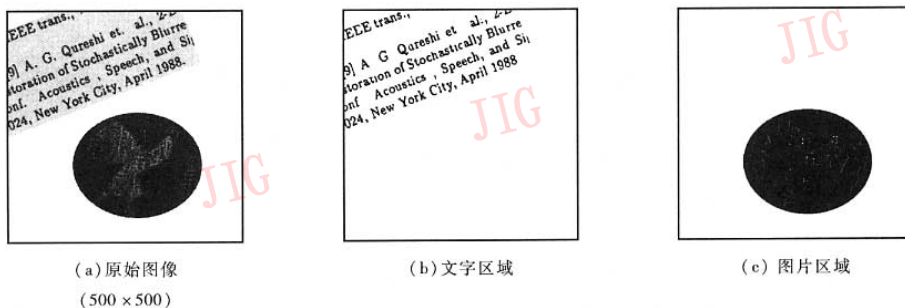 EEE trans.,
9] A. G. Qureshi et. al., 2-D
storation of Stochastically Blurre
onf. Acoustics , Speech, and Si
024, New York City, April 1988.
JIG
(a)原始图像
(500 × 500)
EEE trans.,
9] A G Qureshi et. al., 2-D
storation of Stochastically Blurre
onf Acoustics , Speech, and Si
024, New York City, April 1988
JIG
(b)文字区域
JIG
(c) 图片区域